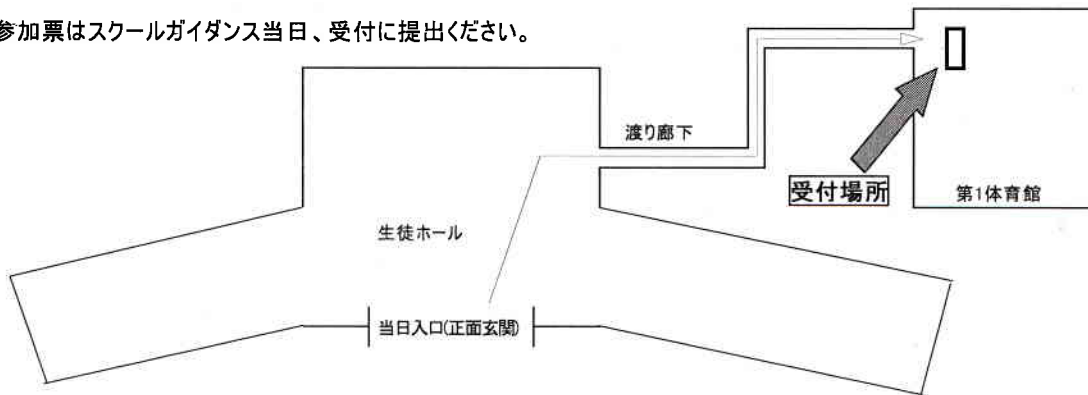 参加票はスクールガイダンス当日、受付に提出ください。
渡り廊下
受付場所
第1体育館
生徒ホール
当日入口(正面玄関)